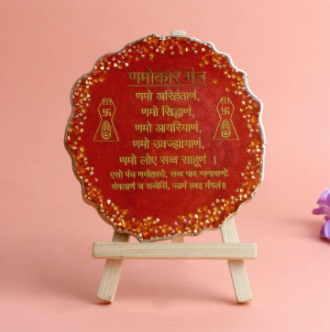 णमोकार मंत्र
णमो अरिहंताणं,
णमो सिद्धाणं,
णमो आयरियाणं,
णमो उवज्झायाणं,
णमो लोए सव्व साहूणं ।
एसो पंच णमोक्कारो, सव्व पाव-प्पणासणो
मंगलाणं च सव्वेसिं, पढमं हवइ मंगलं॥